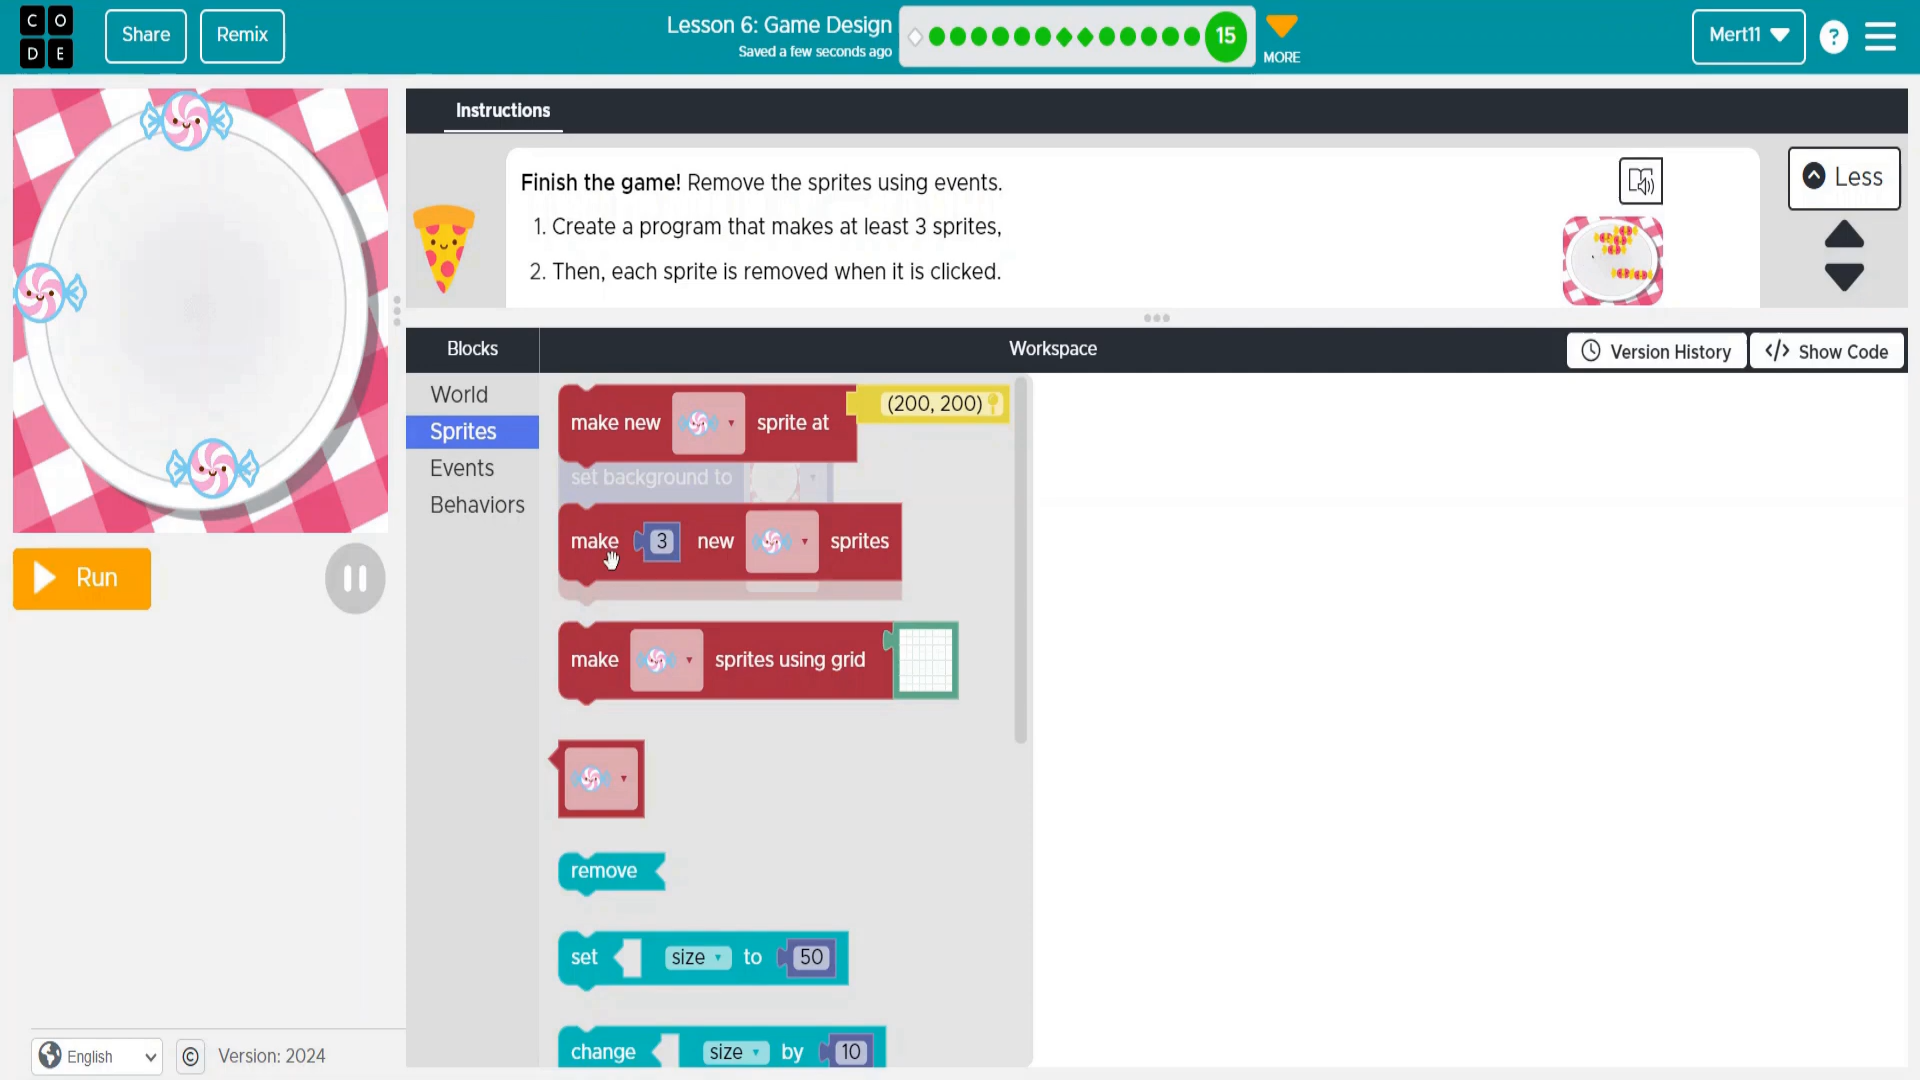 CODE
Share
Remix
Lesson 6: Game Design
Saved a few seconds ago
15
MORE
Mert11
?
Instructions
Finish the game! Remove the sprites using events.
1. Create a program that makes at least 3 sprites,
2. Then, each sprite is removed when it is clicked.
Less
Blocks
Workspace
Version History
</> Show Code
World
Sprites
Events
Behaviors
make new sprite at (200, 200)
set background to
make 3 new sprites
make sprites using grid
remove
set size to 50
change size by 10
Run
English
© Version: 2024